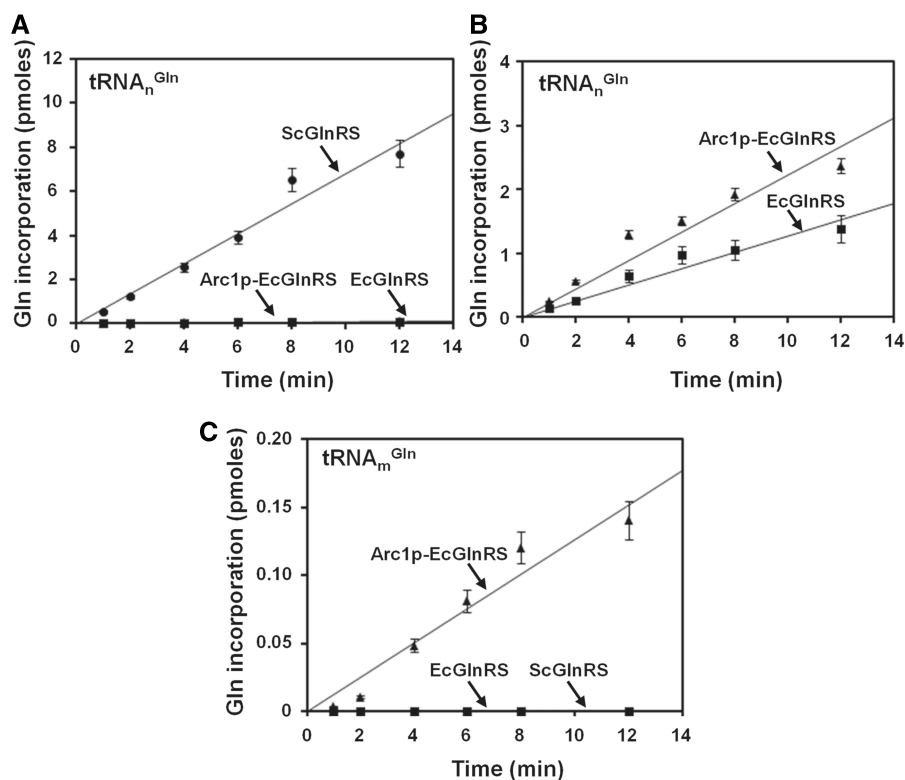 A
Gln incorporation (pmoles)
12
10
8
6
4
2
0
tRNAnGln
ScGlnRS
Arc1p-EcGlnRS
EcGlnRS
0 2 4 6 8 10 12 14
Time (min)
B
Gln incorporation (pmoles)
4
3
2
1
0
tRNAnGln
Arc1p-EcGlnRS
EcGlnRS
0 2 4 6 8 10 12 14
Time (min)
C
Gln incorporation (pmoles)
0.20
0.15
0.10
0.05
0
tRNAmGln
Arc1p-EcGlnRS
EcGlnRS
ScGlnRS
0 2 4 6 8 10 12 14
Time (min)